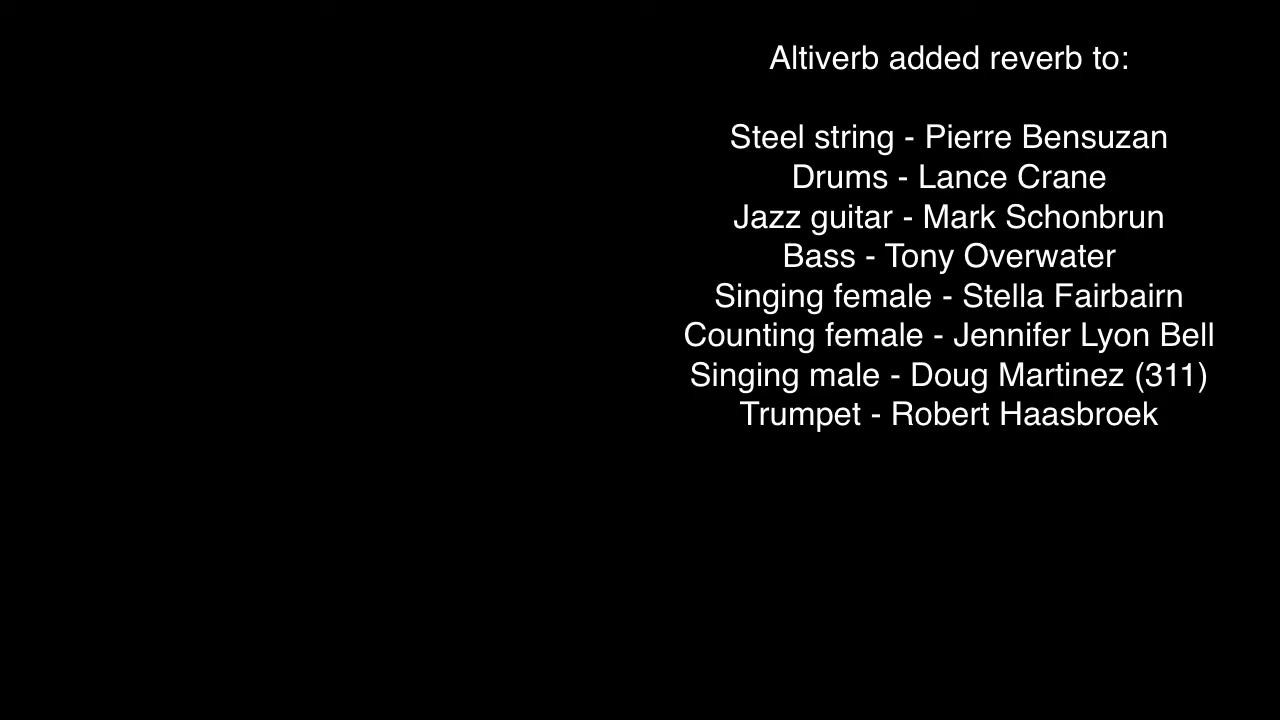 Altiverb added reverb to:
Steel string - Pierre Bensuzan
Drums - Lance Crane
Jazz guitar - Mark Schonbrun
Bass - Tony Overwater
Singing female - Stella Fairbairn
Counting female - Jennifer Lyon Bell
Singing male - Doug Martinez (311)
Trumpet - Robert Haasbroek